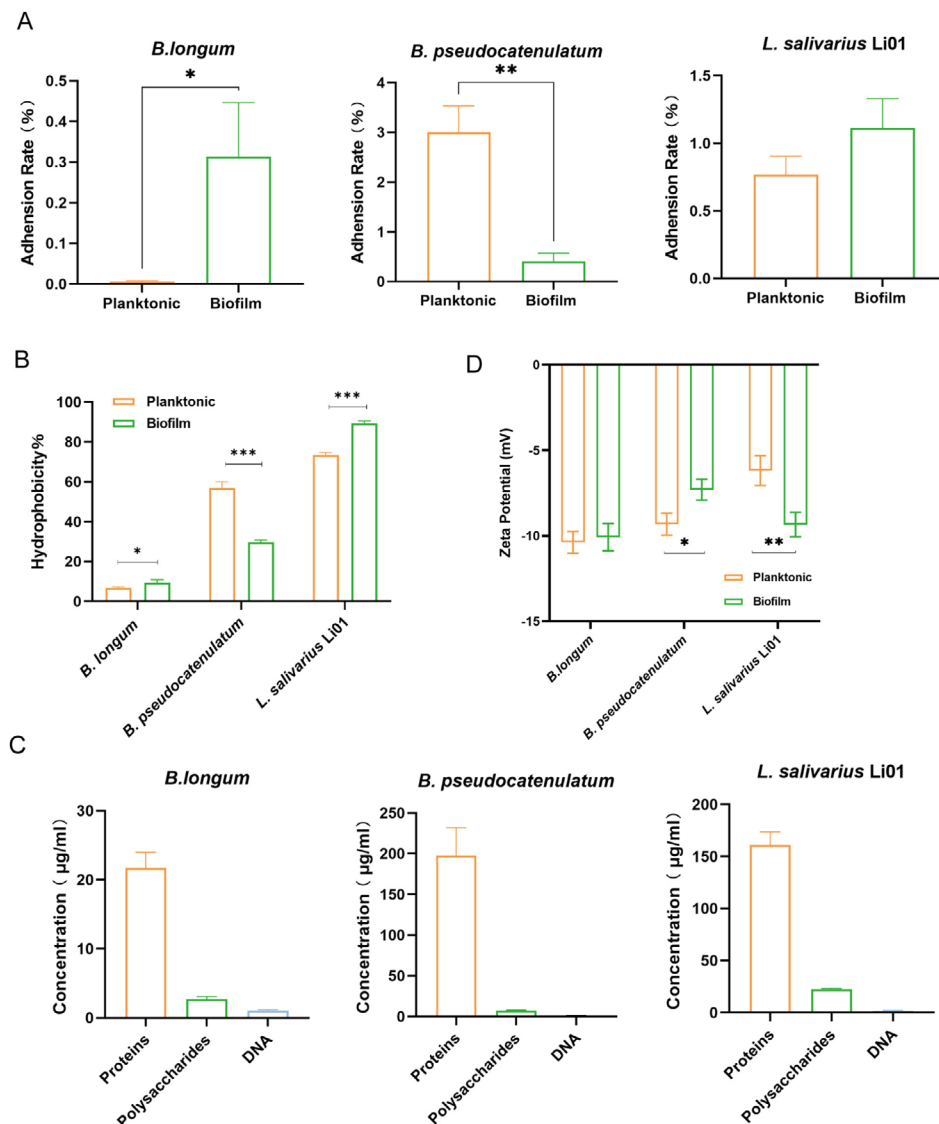 A
B.longum
Adhension Rate（%）
0.5
0.4
0.3
0.2
0.1
0.0
*
Planktonic
Biofilm
B. pseudocatenulatum
Adhension Rate（%）
4
3
2
1
0
**
Planktonic
Biofilm
L. salivarius Li01
Adhension Rate（%）
1.5
1.0
0.5
0.0
Planktonic
Biofilm
B
Hydrophobicity%
100
80
60
40
20
0
Planktonic
Biofilm
*
***
***
B. longum
B. pseudocatenulatum
L. salivarius Li01
D
Zeta Potential (mV)
0
-5
-10
-15
*
**
Planktonic
Biofilm
B.longum
B. pseudocatenulatum
L. salivarius Li01
C
B.longum
Concentration（ μg/ml）
30
20
10
0
Proteins
Polysaccharides
DNA
B. pseudocatenulatum
Concentration（ μg/ml）
250
200
150
100
50
0
Proteins
Polysaccharides
DNA
L. salivarius Li01
Concentration（ μg/ml）
200
150
100
50
0
Proteins
Polysaccharides
DNA